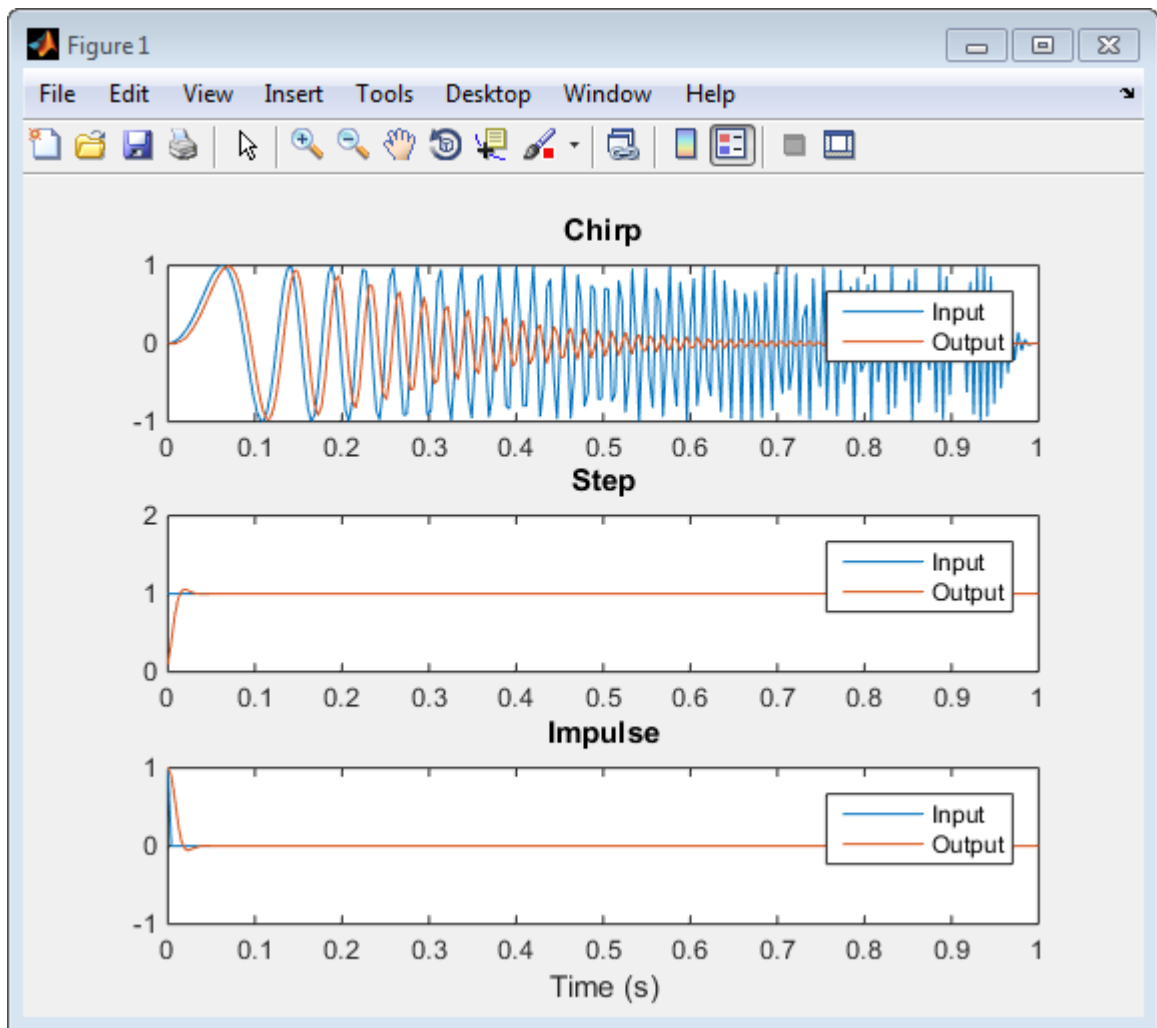 Figure 1
File Edit View Insert Tools Desktop Window Help
Chirp
1
0
-1
Input
Output
0 0.1 0.2 0.3 0.4 0.5 0.6 0.7 0.8 0.9 1
Step
2
1
0
Input
Output
0 0.1 0.2 0.3 0.4 0.5 0.6 0.7 0.8 0.9 1
Impulse
1
0
-1
Input
Output
0 0.1 0.2 0.3 0.4 0.5 0.6 0.7 0.8 0.9 1
Time (s)